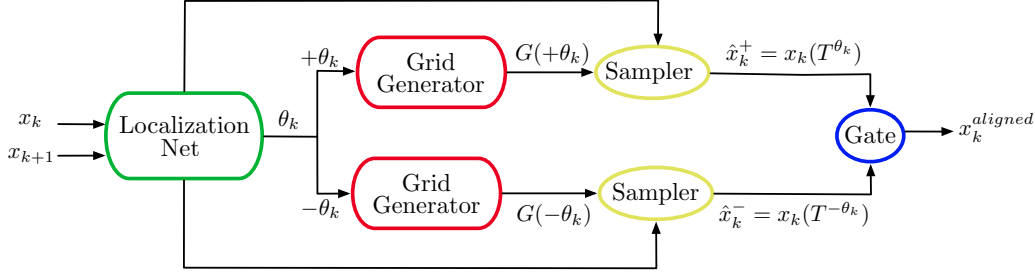 x_k
x_{k+1}
Localization
Net
θ_k
+θ_k
−θ_k
Grid
Generator
G(+θ_k)
Sampler
x̂_k^+ = x_k(T^{θ_k})
Grid
Generator
G(−θ_k)
Sampler
x̂_k^- = x_k(T^{−θ_k})
Gate
x_k^{aligned}